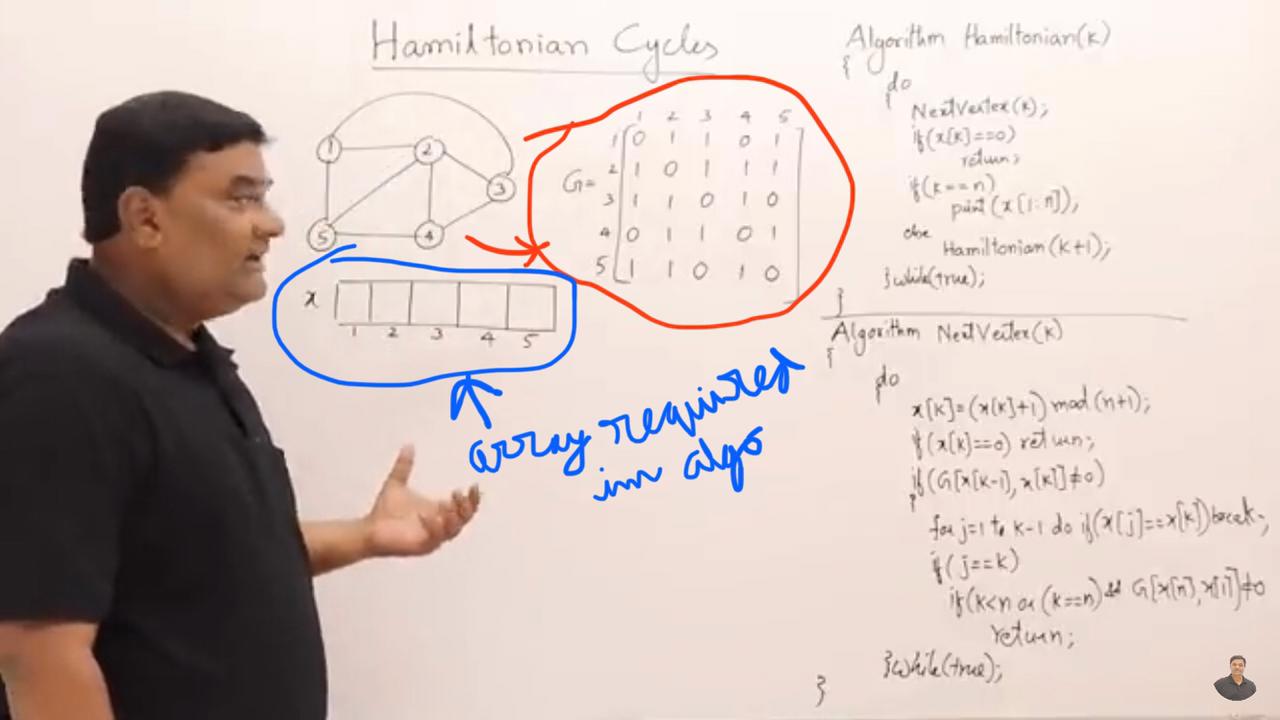 Hamiltonian Cycles
1
2
3
5
4
1 2 3 4 5
G= 1 0 1 1 0 1
2 1 0 1 1 1
3 1 1 0 1 0
4 0 1 1 0 1
5 1 1 0 1 0
x
1 2 3 4 5
array required
in algo
Algorithm Hamiltonian(k)
{
do
{
NextVertex(k);
if(x[k]==0)
return;
if(k==n)
print(x[1:n]);
else
Hamiltonian(k+1);
}while(true);
}
Algorithm NextVertex(k)
{
do
{
x[k]=(x[k]+1) mod (n+1);
if(x[k]==0) return;
if(G[x[k-1],x[k]]≠0)
{
for j=1 to k-1 do if(x[j]==x[k]) break;
if(j==k)
if(k<n or (k==n) && G[x[n],x[1]]≠0
return;
}while(true);
}